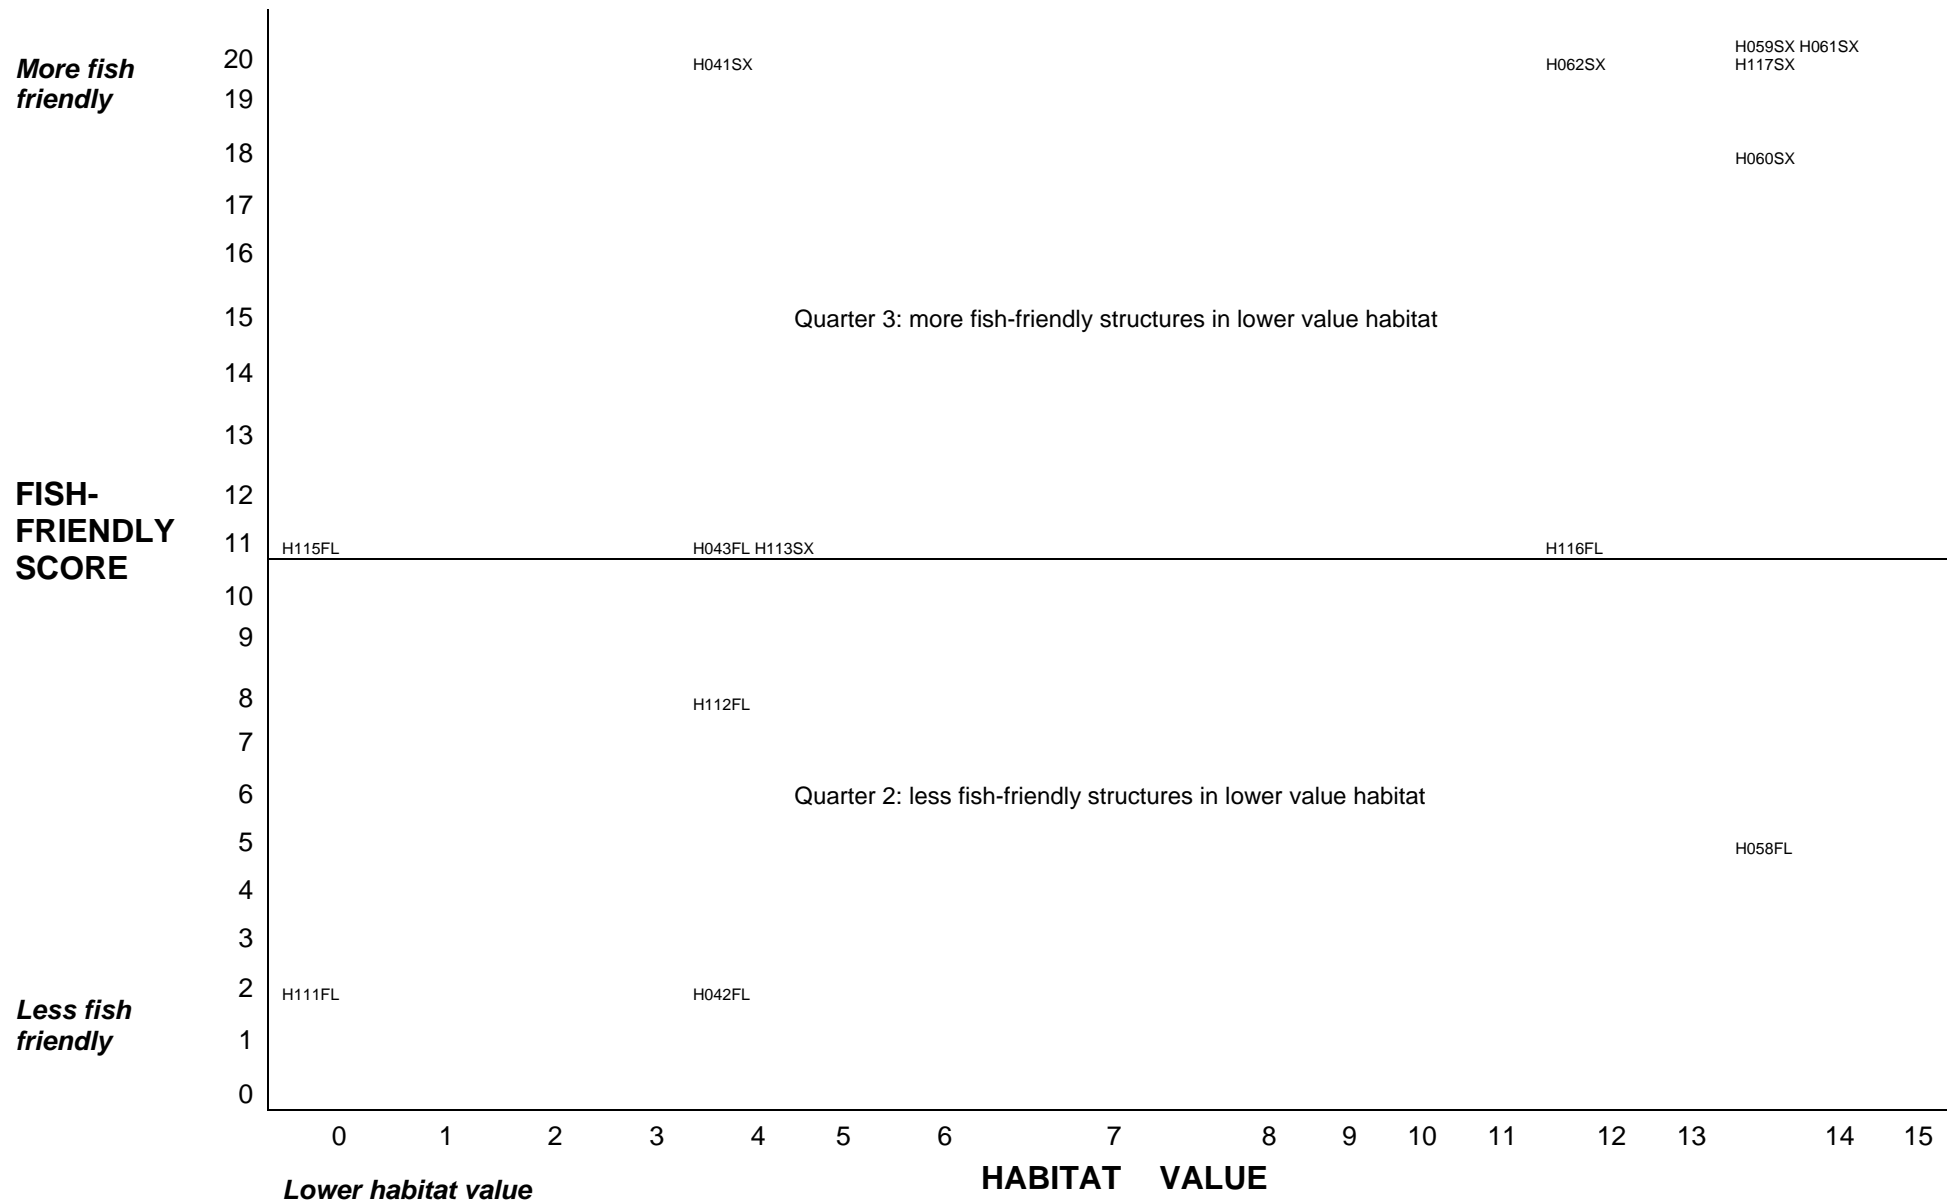 H059SX H061SX
More fish 20 H041SX H062SX H117SX
friendly 19
18 H060SX
17
16
15 Quarter 3: more fish-friendly structures in lower value habitat
14
13
FISH- 12
FRIENDLY 11 H115FL H043FL H113SX H116FL
SCORE
10
9
8 H112FL
7
6 Quarter 2: less fish-friendly structures in lower value habitat
5 H058FL
4
3
2 H111FL H042FL
Less fish
friendly 1
0
0 1 2 3 4 5 6 7 8 9 10 11 12 13 14 15
HABITAT VALUE
Lower habitat value